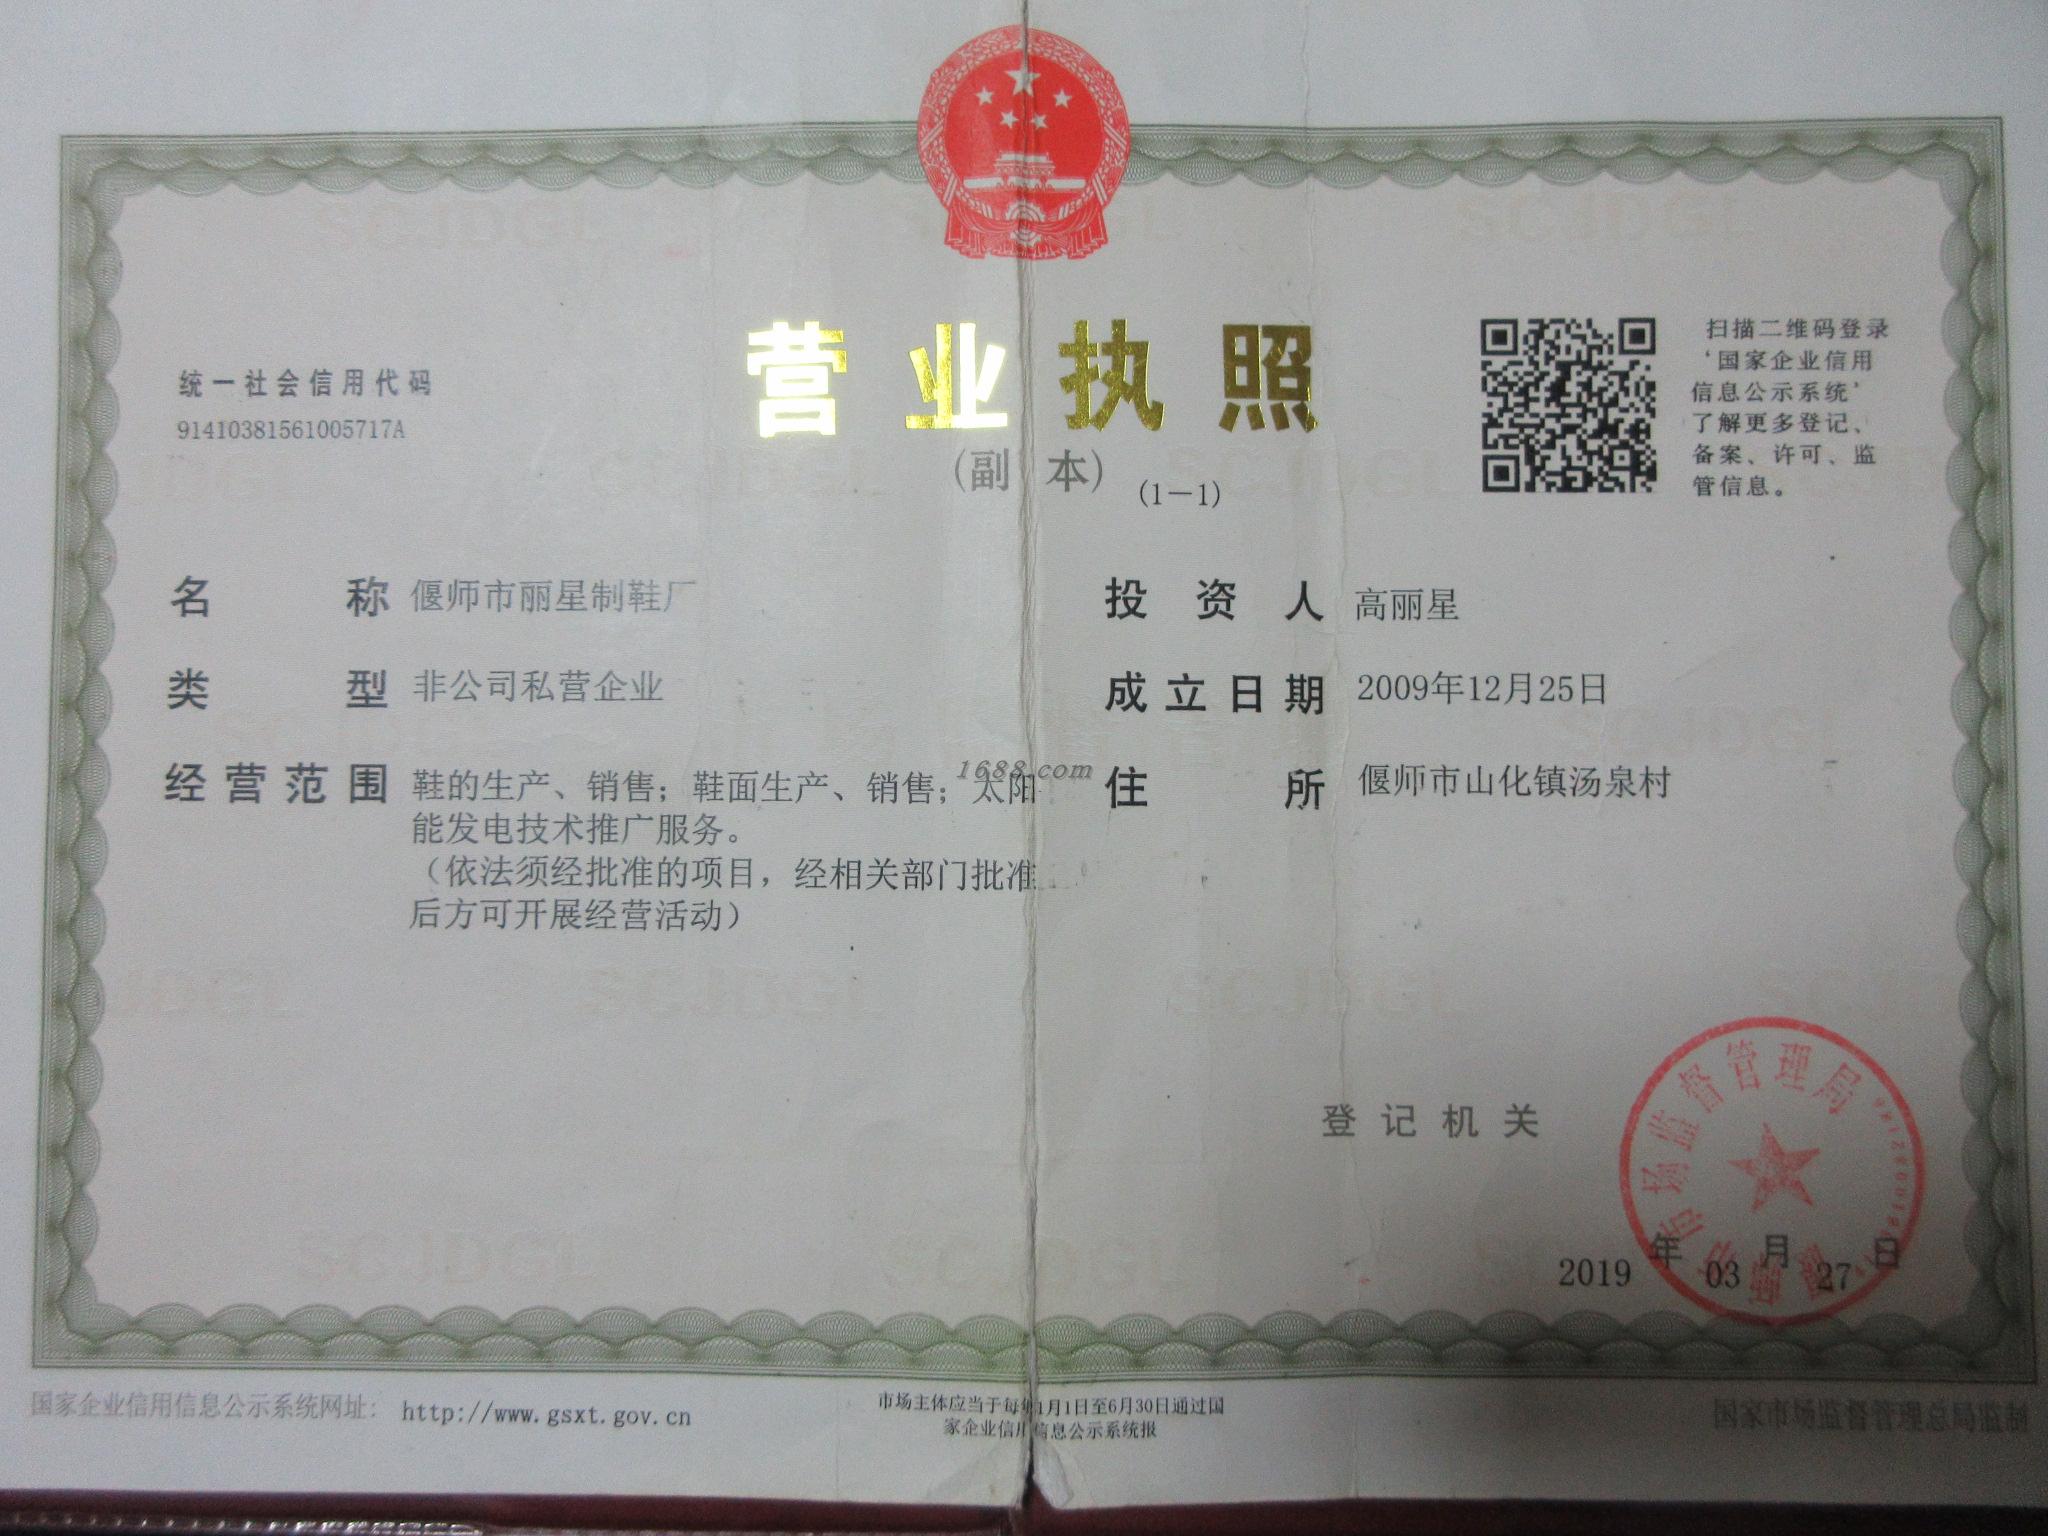 营业执照
(副 本) (1-1)
统一社会信用代码
91410381561005717A
扫描二维码登录
‘国家企业信用
信息公示系统’
了解更多登记、
备案、许可、监
管信息。
名 称 偃师市丽星制鞋厂
类 型 非公司私营企业
经营范围 鞋的生产、销售；鞋面生产、销售；太阳
能发电技术推广服务。
（依法须经批准的项目，经相关部门批准
后方可开展经营活动）
1688.com
投资人 高丽星
成立日期 2009年12月25日
住 所 偃师市山化镇汤泉村
登记机关
偃师市市场监督管理局
2019年03月27日
国家企业信用信息公示系统网址： http://www.gsxt.gov.cn
市场主体应当于每年1月1日至6月30日通过国
家企业信用信息公示系统报
国家市场监督管理总局监制